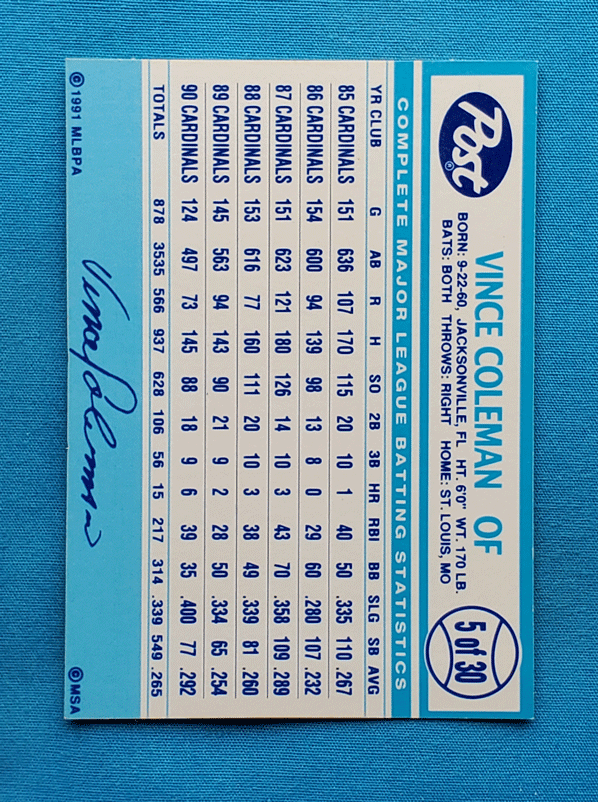 Post®
VINCE COLEMAN OF
BORN: 9-22-60, JACKSONVILLE, FL HT. 6'0" WT. 170 LB.
BATS: BOTH THROWS: RIGHT HOME: ST. LOUIS, MO
5 of 30
COMPLETE MAJOR LEAGUE BATTING STATISTICS
YR CLUB G AB R H SO 2B 3B HR RBI BB SLG SB AVG
85 CARDINALS 151 636 107 170 115 20 10 1 40 50 .335 110 .267
86 CARDINALS 154 600 94 139 98 13 8 0 29 60 .280 107 .232
87 CARDINALS 151 623 121 180 126 14 10 3 43 70 .358 109 .289
88 CARDINALS 153 616 77 160 111 20 10 3 38 49 .339 81 .260
89 CARDINALS 145 563 94 143 90 21 9 2 28 50 .334 65 .254
90 CARDINALS 124 497 73 145 88 18 9 6 39 35 .400 77 .292
TOTALS 878 3535 566 937 628 106 56 15 217 314 .339 549 .265
Vince Coleman
© 1991 MLBPA
© MSA